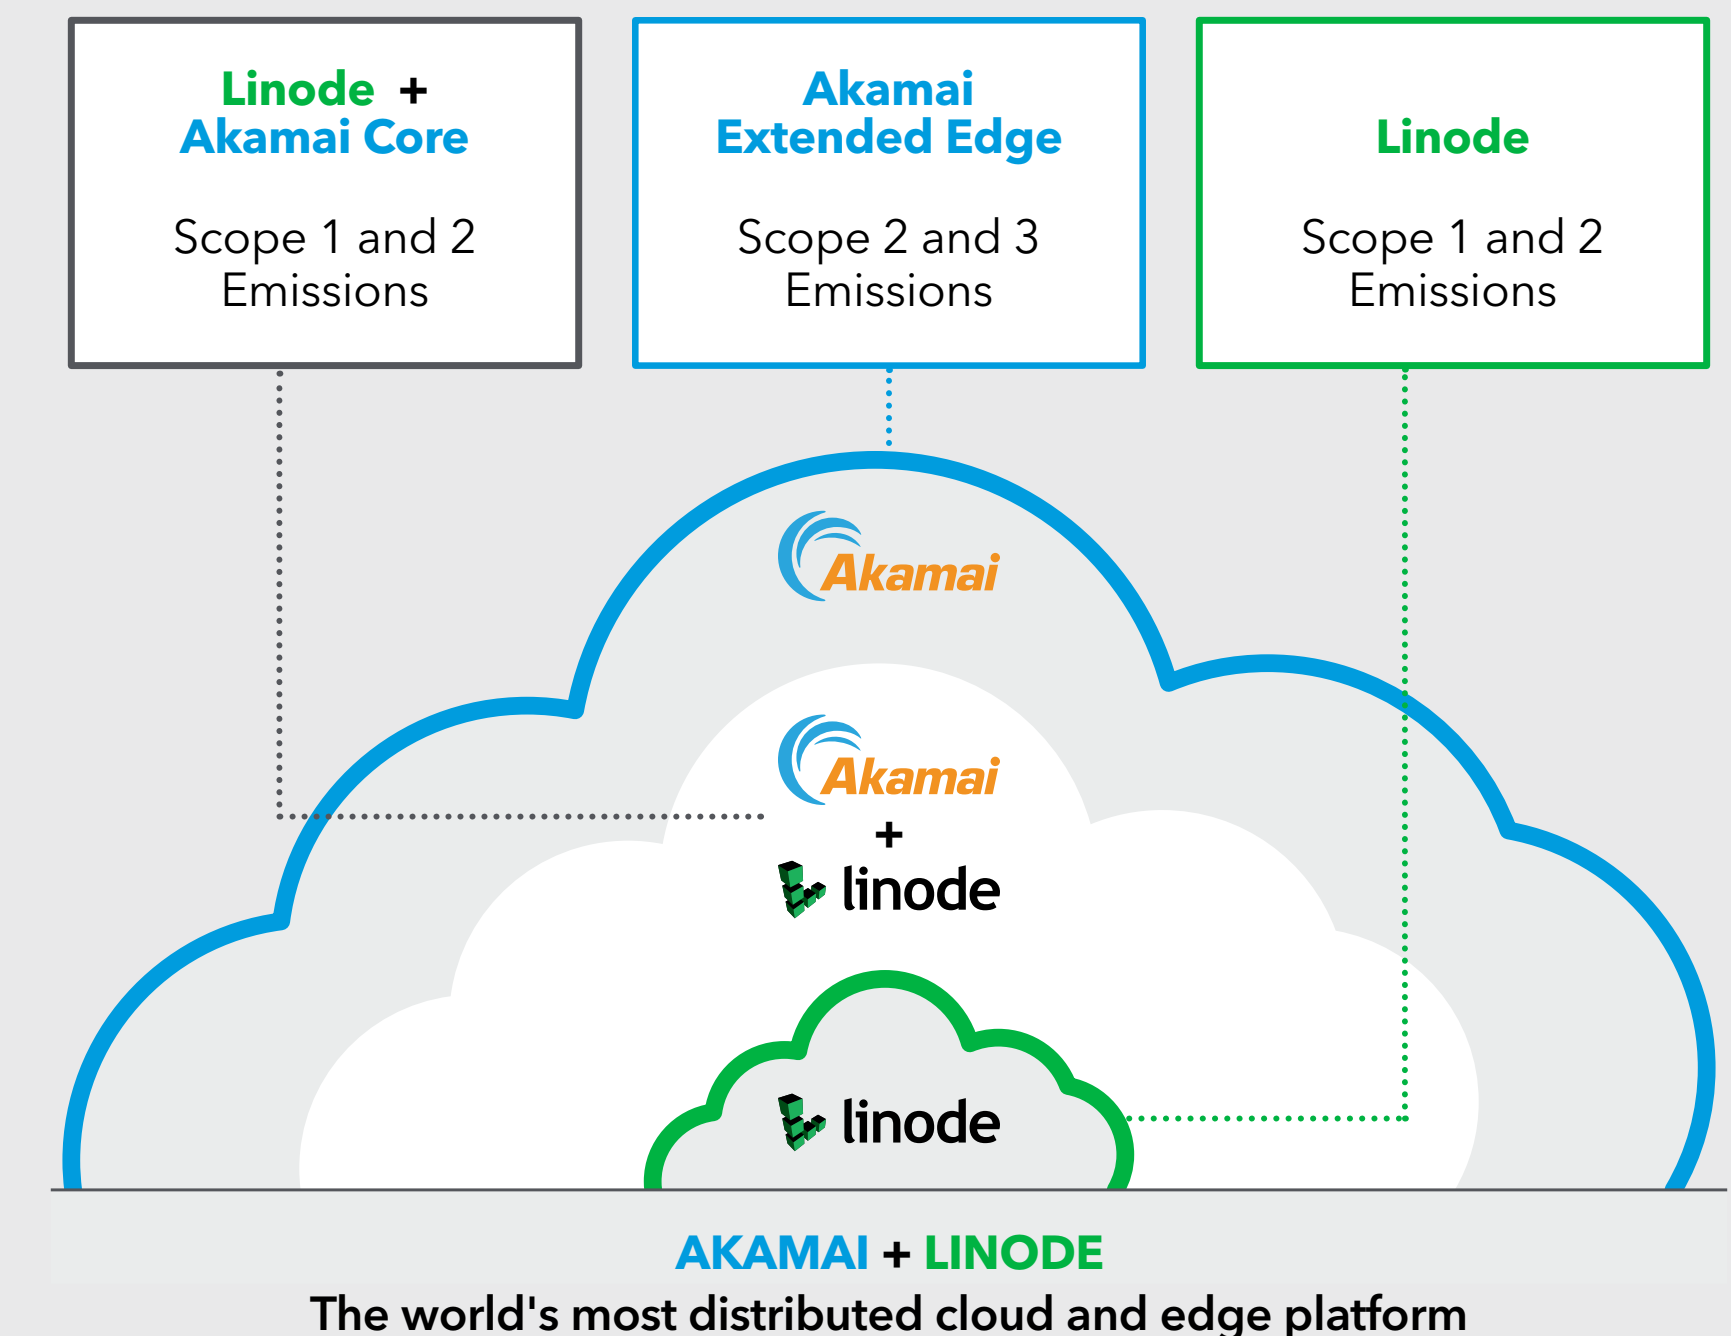 Linode +
Akamai Core
Scope 1 and 2
Emissions
Akamai
Extended Edge
Scope 2 and 3
Emissions
Linode
Scope 1 and 2
Emissions
Akamai
Akamai
+
linode
linode
AKAMAI + LINODE
The world's most distributed cloud and edge platform